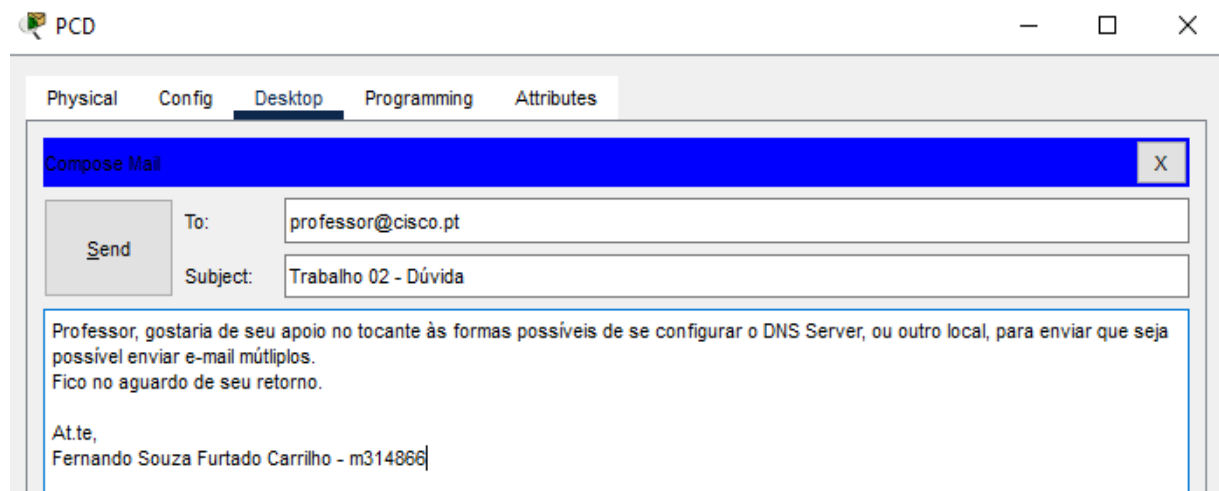 PCD
Physical Config Desktop Programming Attributes
Compose Mail X
Send
To: professor@cisco.pt
Subject: Trabalho 02 - Dúvida
Professor, gostaria de seu apoio no tocante às formas possíveis de se configurar o DNS Server, ou outro local, para enviar que seja
possível enviar e-mail mútliplos.
Fico no aguardo de seu retorno.
At.te,
Fernando Souza Furtado Carrilho - m314866